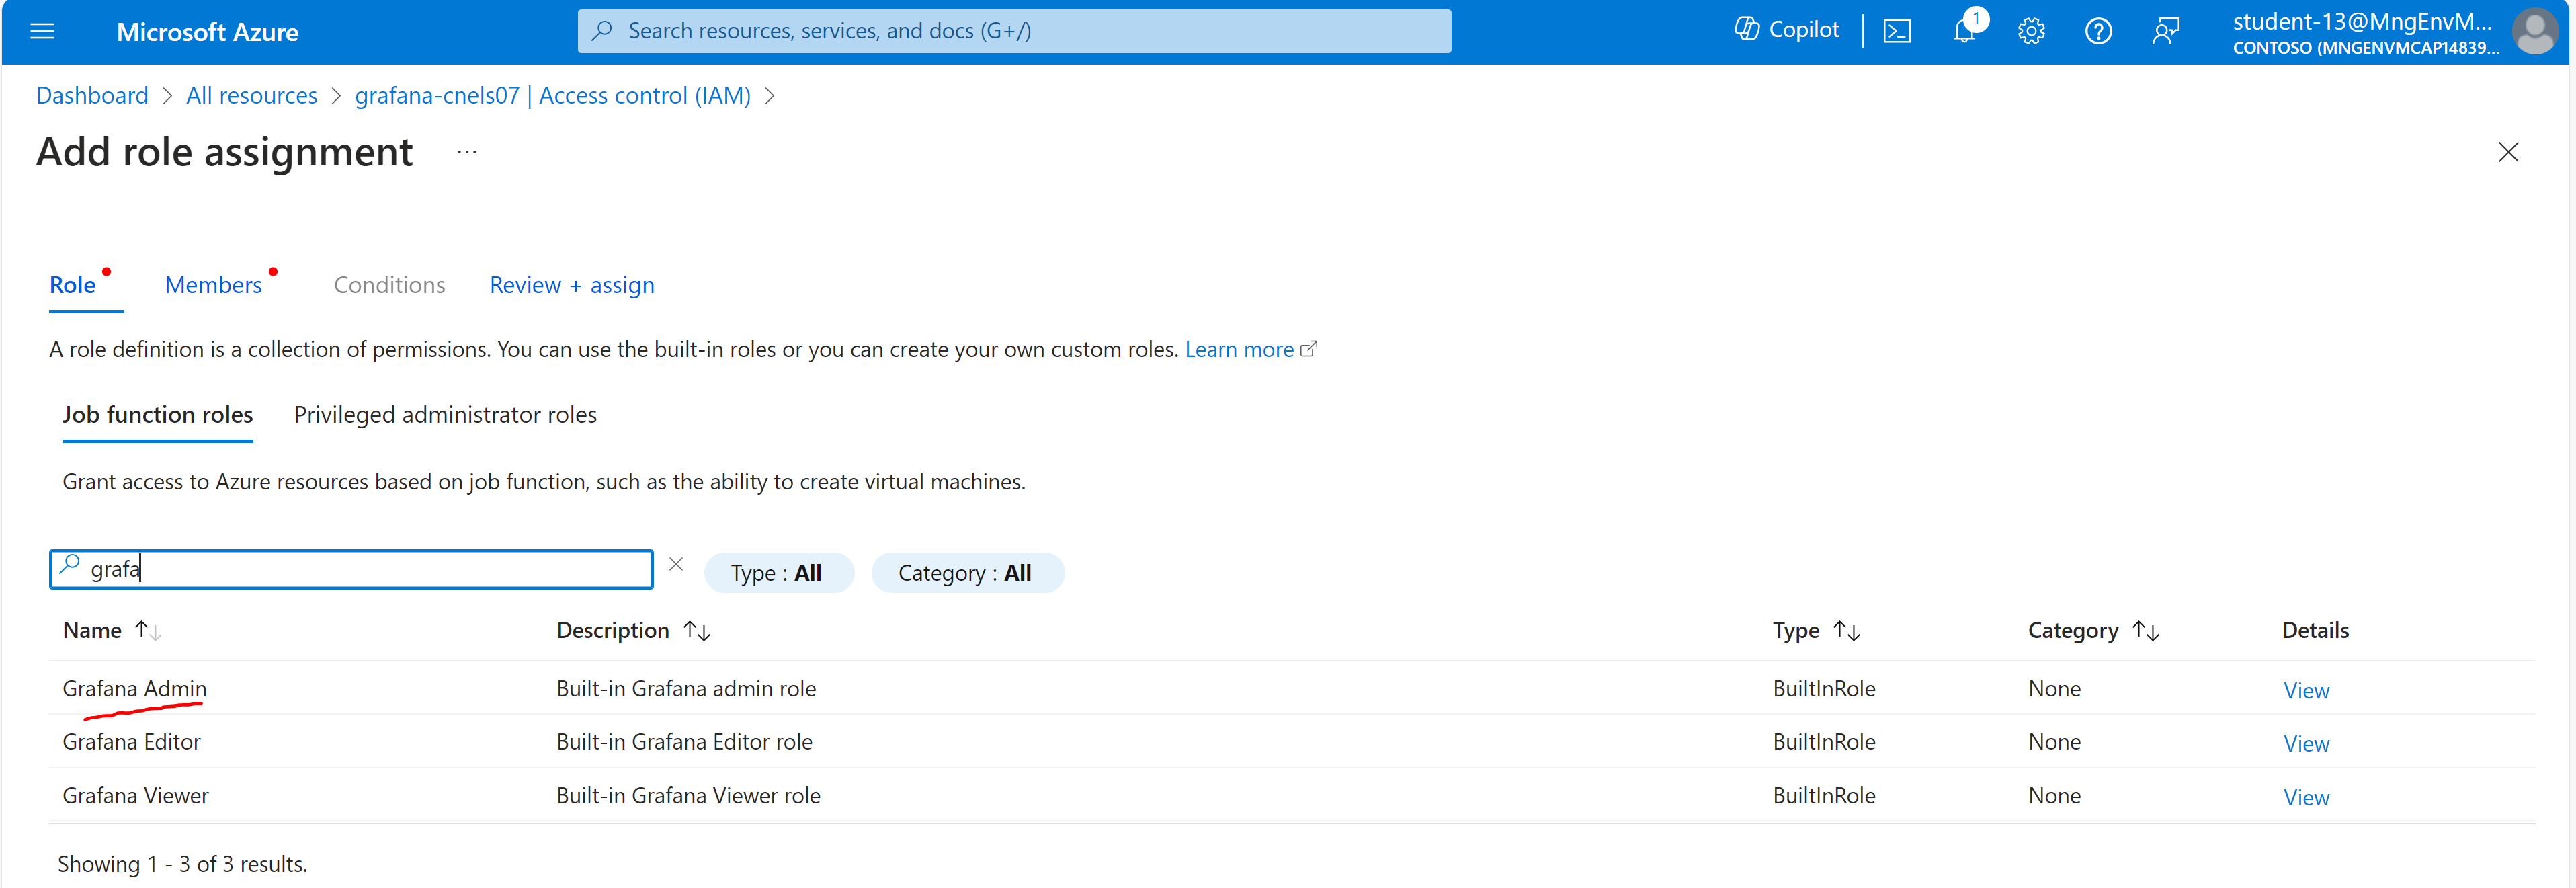 Microsoft Azure
Search resources, services, and docs (G+/)
Copilot
1
student-13@MngEnvM...
CONTOSO (MNGENVMCAP14839...
Dashboard > All resources > grafana-cnels07 | Access control (IAM) >
Add role assignment ...
Role Members Conditions Review + assign
A role definition is a collection of permissions. You can use the built-in roles or you can create your own custom roles. Learn more
Job function roles Privileged administrator roles
Grant access to Azure resources based on job function, such as the ability to create virtual machines.
grafa
Type : All Category : All
Name ↑↓ Description ↑↓ Type ↑↓ Category ↑↓ Details
Grafana Admin Built-in Grafana admin role BuiltInRole None View
Grafana Editor Built-in Grafana Editor role BuiltInRole None View
Grafana Viewer Built-in Grafana Viewer role BuiltInRole None View
Showing 1 - 3 of 3 results.